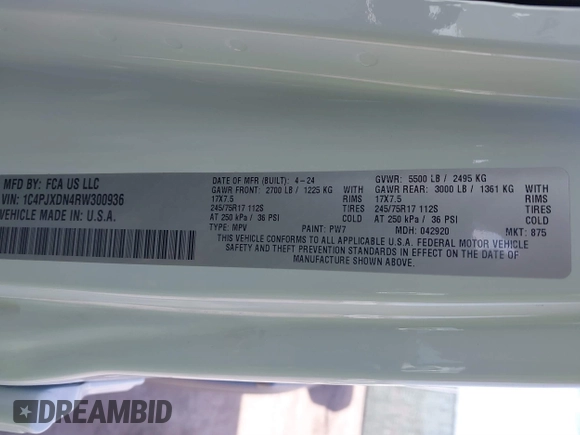 MFD BY: FCA US LLC
VIN: 1C4PJXDN4RW300936
VEHICLE MADE IN: U.S.A.
DATE OF MFR (BUILT): 4-24
GAWR FRONT: 2700 LB / 1225 KG WITH
17X7.5 RIMS
245/75R17 112S AT 250 kPa / 36 PSI COLD
TYPE: MPV PAINT: PW7
GVWR: 5500 LB / 2495 KG
GAWR REAR: 3000 LB / 1361 KG WITH
17X7.5 RIMS
245/75R17 112S AT 250 kPa / 36 PSI COLD
MDH: 042920 MKT: 875
THIS VEHICLE CONFORMS TO ALL APPLICABLE U.S.A. FEDERAL MOTOR VEHICLE
SAFETY AND THEFT PREVENTION STANDARDS IN EFFECT ON THE DATE OF
MANUFACTURE SHOWN ABOVE.
DREAMBID